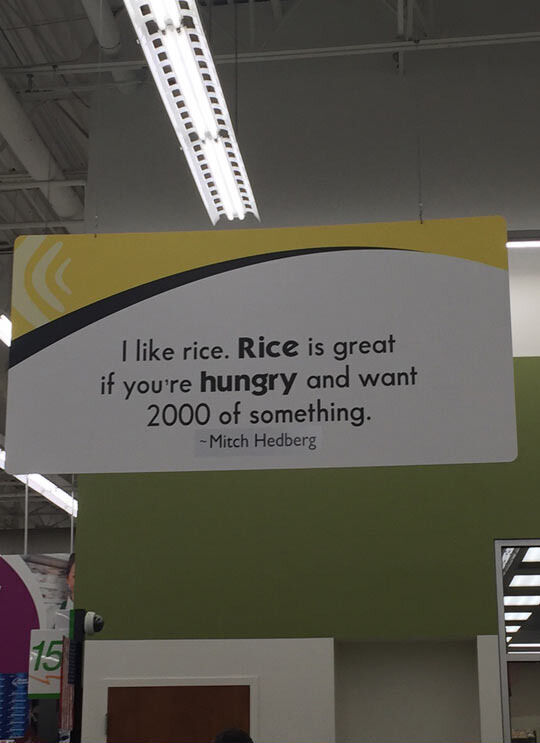 I like rice. Rice is great
if you're hungry and want
2000 of something.
~Mitch Hedberg
15